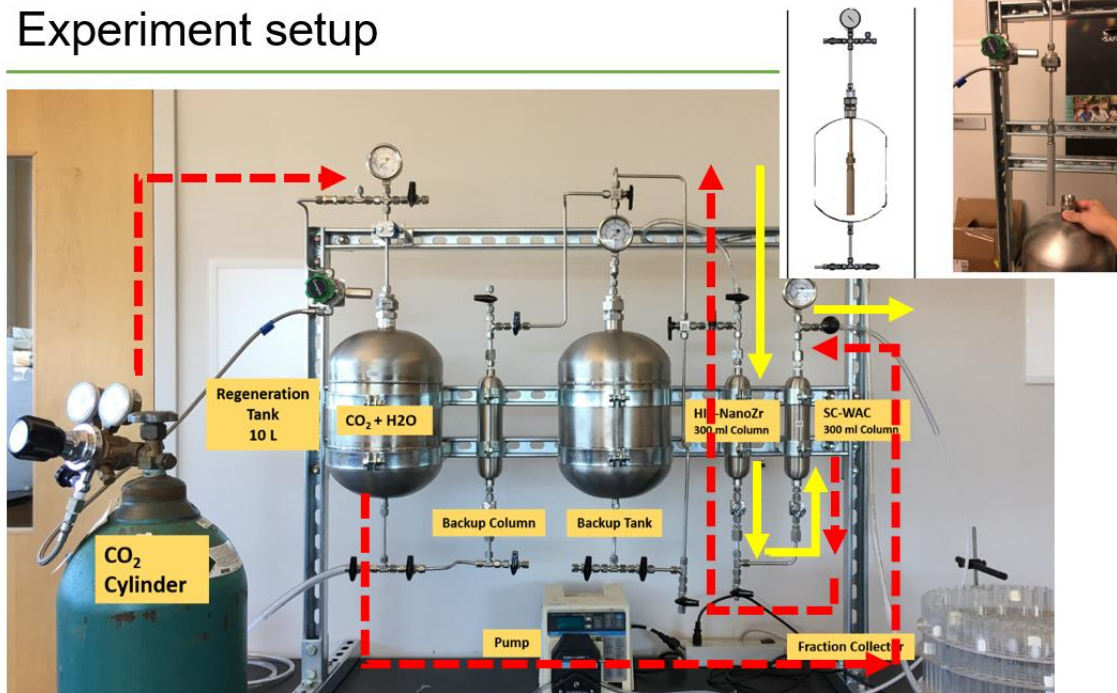 Experiment setup
Regeneration
Tank
10 L
CO₂ + H2O
HIX-NanoZr
300 ml Column
SC-WAC
300 ml Column
Backup Column
Backup Tank
CO₂
Cylinder
Pump
Fraction Collector